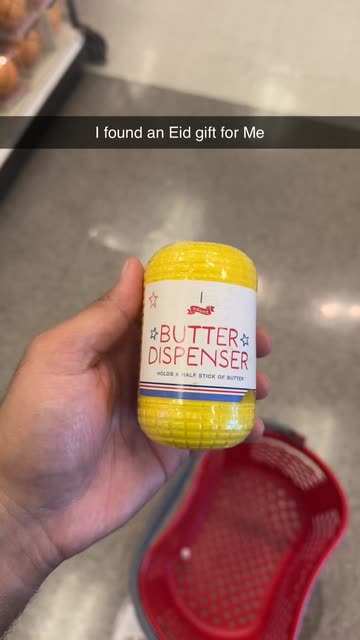 I found an Eid gift for Me
BUTTER
DISPENSER
HOLDS A HALF STICK OF BUTTER